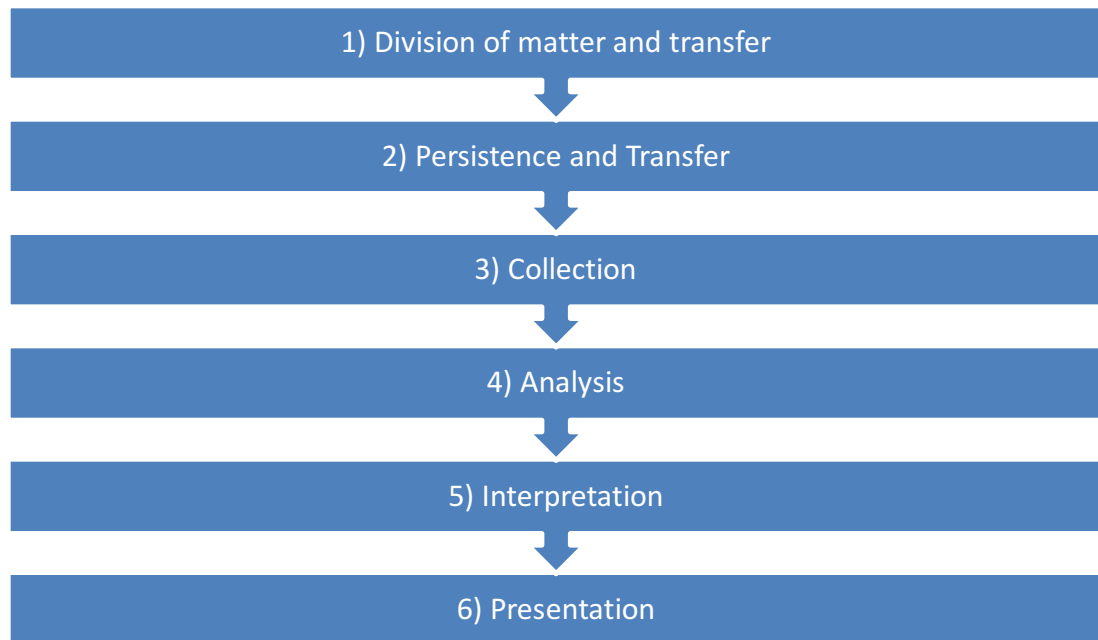 1) Division of matter and transfer
2) Persistence and Transfer
3) Collection
4) Analysis
5) Interpretation
6) Presentation